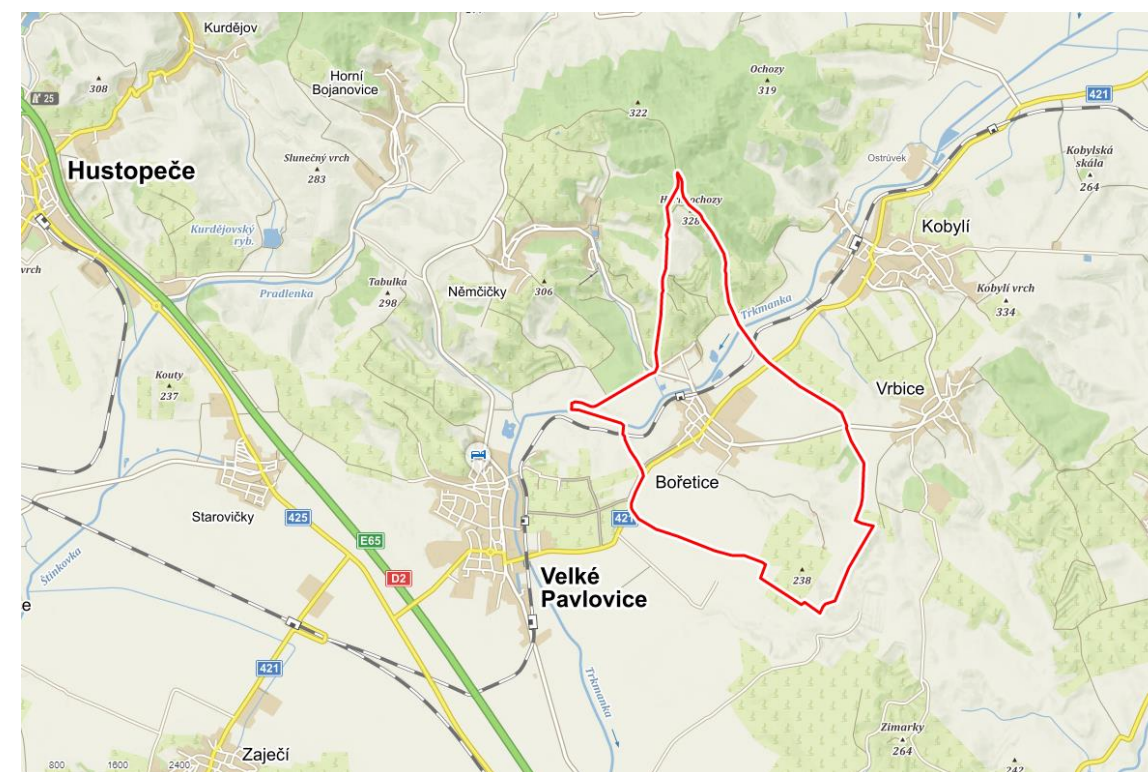 Kurdějov
308
25
Horní
Bojanovice
Slunečný vrch
283
Hustopeče
Kurdějovský
ryb.
Pradlenka
Tabulka
298
Němčičky
306
322
Ochozy
319
328
421
Ostrůvek
Kobylská
skála
264
Kobylí
Kobylí vrch
334
Trkmanka
vrch
Kouty
237
Vrbice
Bořetice
Starovičky
425
421
E65
D2
Štinkovka
Velké
Pavlovice
238
e
421
Trkmanka
Zimarky
264
242
Zaječí
800 1600 2400